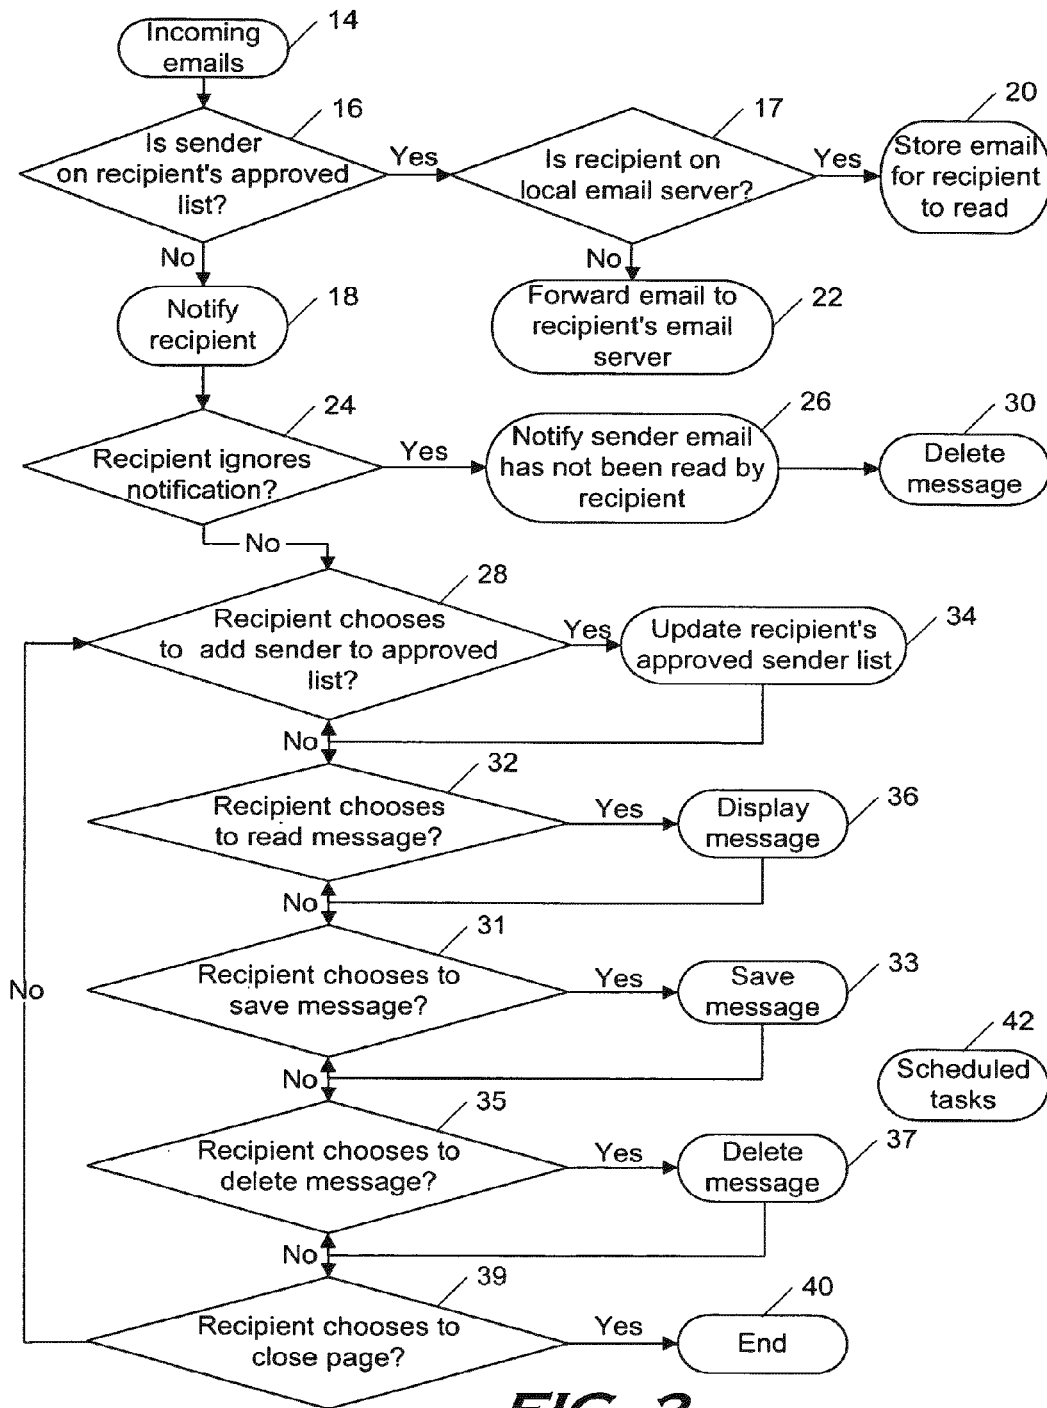 Incoming
emails
14
16
Is sender
on recipient's approved
list?
Yes
17
Is recipient on
local email server?
Yes
20
Store email
for recipient
to read
No
No
Notify
recipient
18
Forward email to
recipient's email
server
22
24
Recipient ignores
notification?
Yes
26
Notify sender email
has not been read by
recipient
30
Delete
message
No
28
Recipient chooses
to add sender to approved
list?
Yes
Update recipient's
approved sender list
34
No
32
Recipient chooses
to read message?
Yes
Display
message
36
No
31
Recipient chooses to
save message?
Yes
Save
message
33
No
No
42
Scheduled
tasks
35
Recipient chooses to
delete message?
Yes
Delete
message
37
No
39
Recipient chooses to
close page?
Yes
40
End